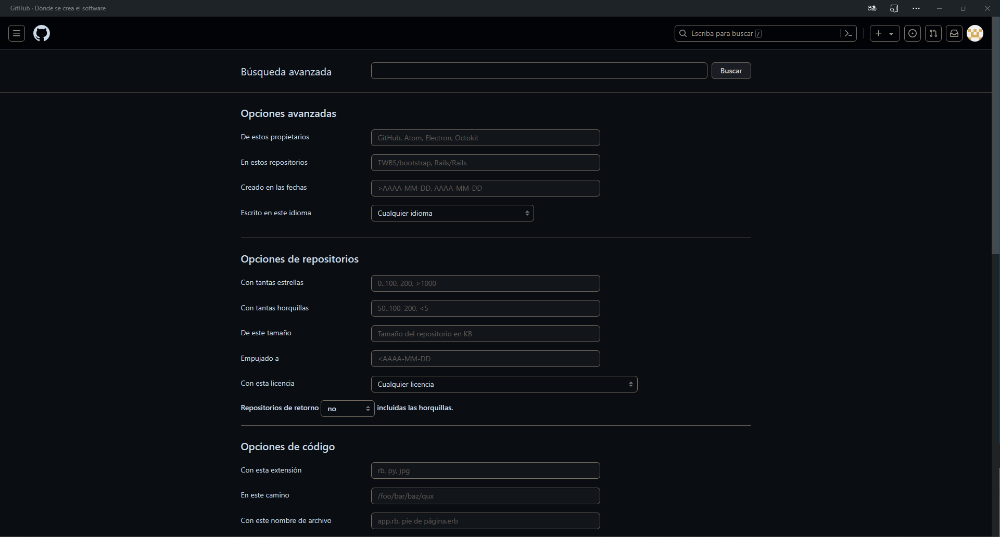 GitHub · Dónde se crea el software
aあ
Escriba para buscar /
Búsqueda avanzada
Buscar
Opciones avanzadas
De estos propietarios
GitHub, Atom, Electron, Octokit
En estos repositorios
TWBS/bootstrap, Rails/Rails
Creado en las fechas
>AAAA-MM-DD, AAAA-MM-DD
Escrito en este idioma
Cualquier idioma
Opciones de repositorios
Con tantas estrellas
0..100, 200, >1000
Con tantas horquillas
50..100, 200, <5
De este tamaño
Tamaño del repositorio en KB
Empujado a
<AAAA-MM-DD
Con esta licencia
Cualquier licencia
Repositorios de retorno no incluidas las horquillas.
Opciones de código
Con esta extensión
rb, py, jpg
En este camino
/foo/bar/baz/qux
Con este nombre de archivo
app.rb, pie de página.erb